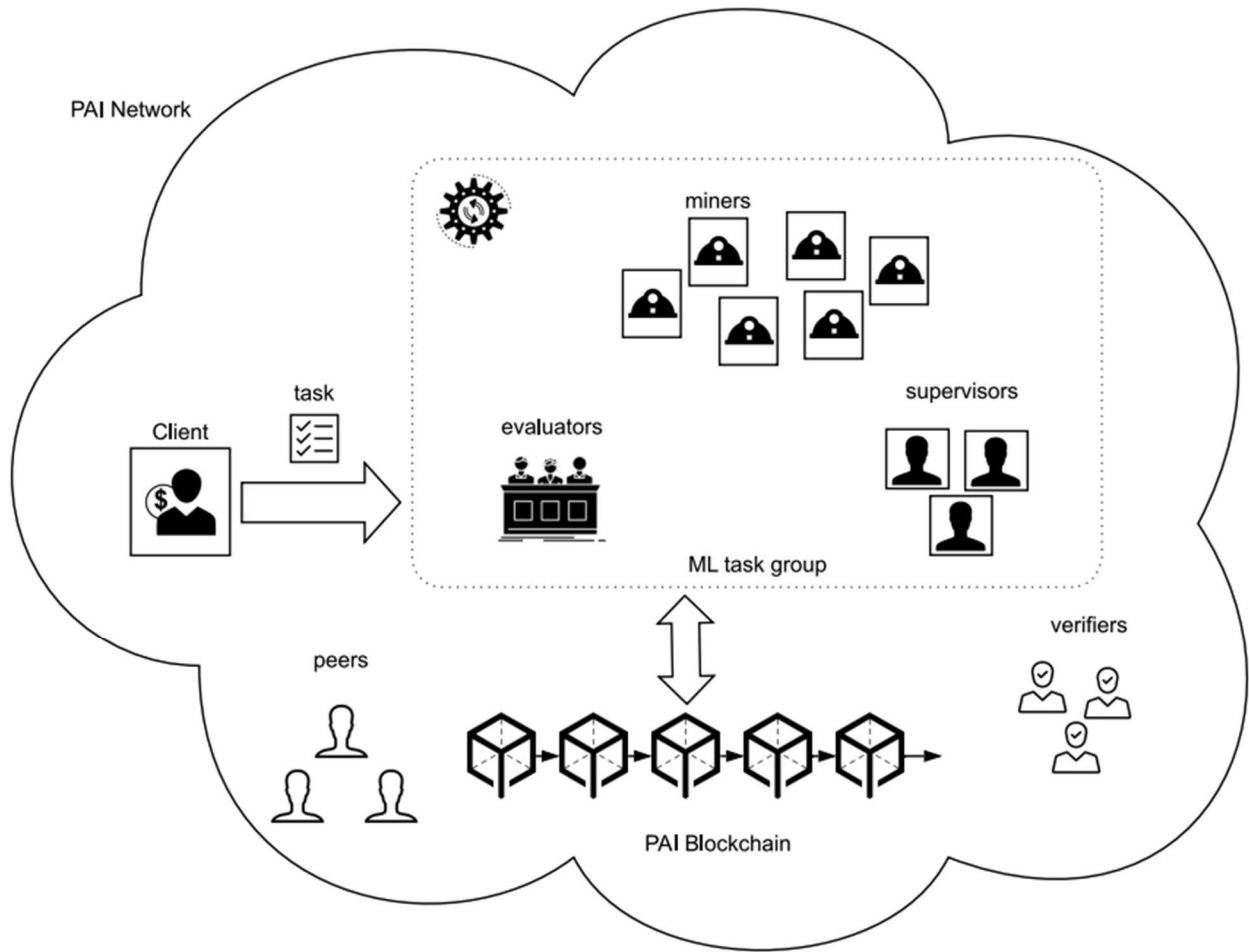 PAI Network
miners
task
supervisors
Client
$
evaluators
ML task group
verifiers
peers
PAI Blockchain